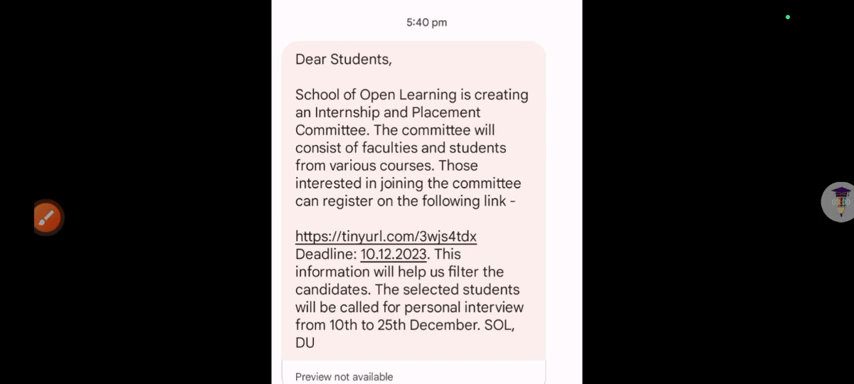 5:40 pm
Dear Students,
School of Open Learning is creating
an Internship and Placement
Committee. The committee will
consist of faculties and students
from various courses. Those
interested in joining the committee
can register on the following link -
https://tinyurl.com/3wjs4tdx
Deadline: 10.12.2023. This
information will help us filter the
candidates. The selected students
will be called for personal interview
from 10th to 25th December. SOL,
DU
Preview not available